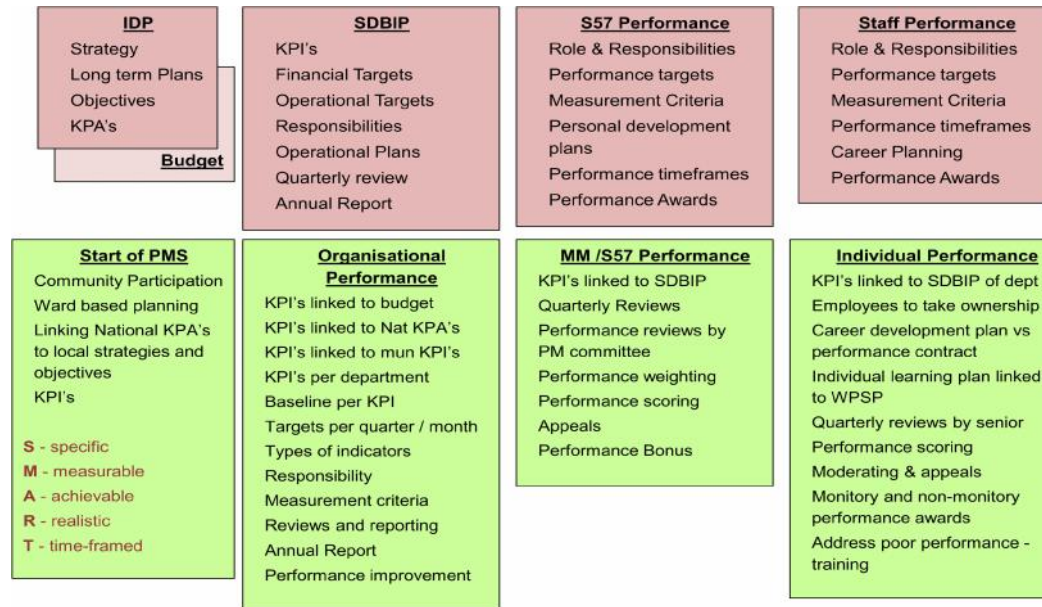 IDP
Strategy
Long term Plans
Objectives
KPA's
Budget
SDBIP
KPI's
Financial Targets
Operational Targets
Responsibilities
Operational Plans
Quarterly review
Annual Report
S57 Performance
Role & Responsibilities
Performance targets
Measurement Criteria
Personal development
plans
Performance timeframes
Performance Awards
Staff Performance
Role & Responsibilities
Performance targets
Measurement Criteria
Performance timeframes
Career Planning
Performance Awards
Start of PMS
Community Participation
Ward based planning
Linking National KPA's
to local strategies and
objectives
KPI's
S - specific
M - measurable
A - achievable
R - realistic
T - time-framed
Organisational
Performance
KPI's linked to budget
KPI's linked to Nat KPA's
KPI's linked to mun KPI's
KPI's per department
Baseline per KPI
Targets per quarter / month
Types of indicators
Responsibility
Measurement criteria
Reviews and reporting
Annual Report
Performance improvement
MM /S57 Performance
KPI's linked to SDBIP
Quarterly Reviews
Performance reviews by
PM committee
Performance weighting
Performance scoring
Appeals
Performance Bonus
Individual Performance
KPI's linked to SDBIP of dept
Employees to take ownership
Career development plan vs
performance contract
Individual learning plan linked
to WPSP
Quarterly reviews by senior
Performance scoring
Moderating & appeals
Monitory and non-monitory
performance awards
Address poor performance -
training